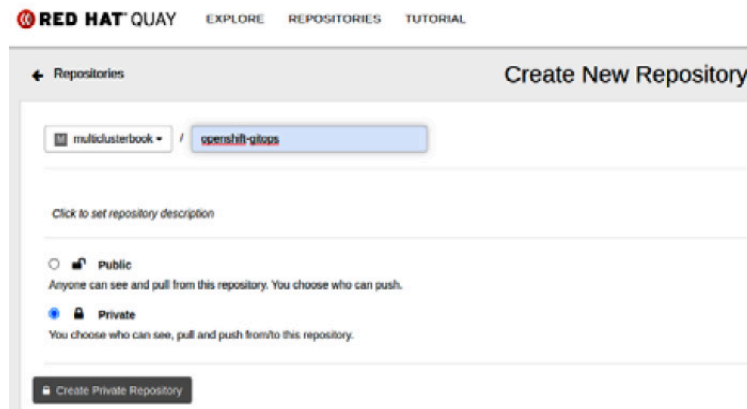 RED HAT QUAY EXPLORE REPOSITORIES TUTORIAL
Repositories Create New Repository
M multiclusterbook / openshift-gitops
Click to set repository description
Public
Anyone can see and pull from this repository. You choose who can push.
Private
You choose who can see, pull and push from/to this repository.
Create Private Repository